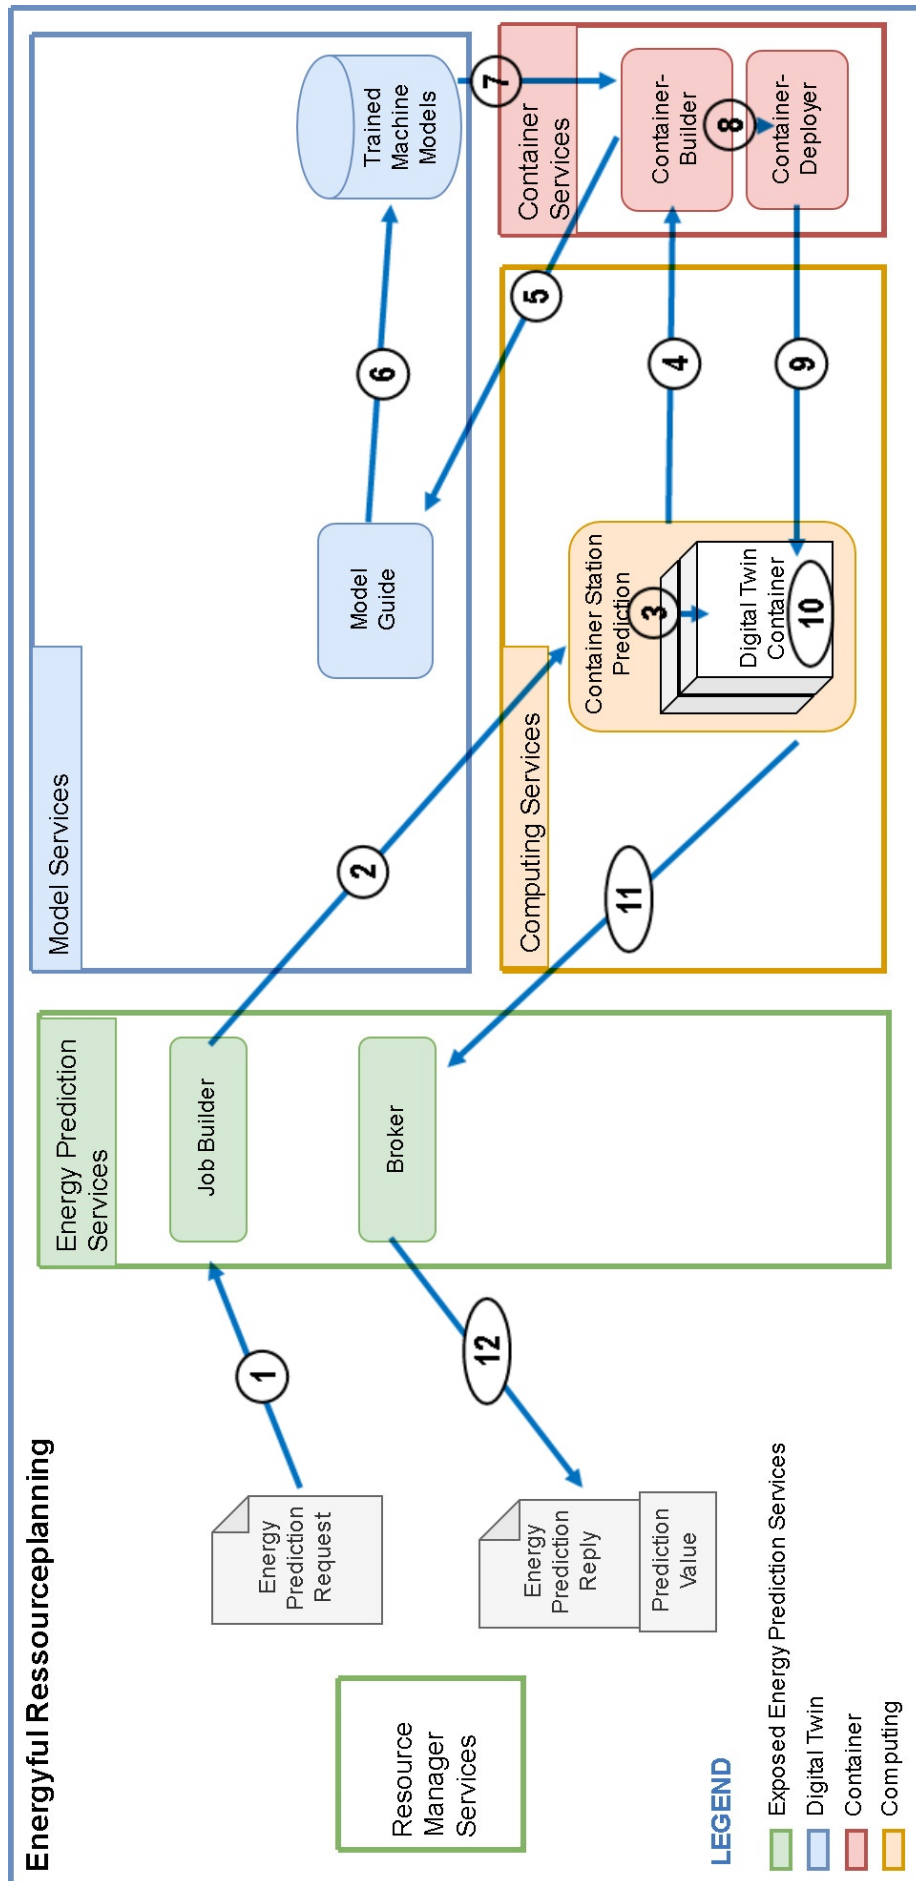 Energyful Ressourceplanning
Resource
Manager
Services
Energy
Prediction
Request
Energy
Prediction
Reply
Prediction
Value
1
12
Energy Prediction
Services
Job Builder
Broker
2
11
Model Services
Model
Guide
6
Trained
Machine
Models
7
5
Computing Services
Container Station
Prediction
3
Digital Twin
Container
10
4
9
Container
Services
Container-
Builder
8
Container-
Deployer
LEGEND
Exposed Energy Prediction Services
Digital Twin
Container
Computing